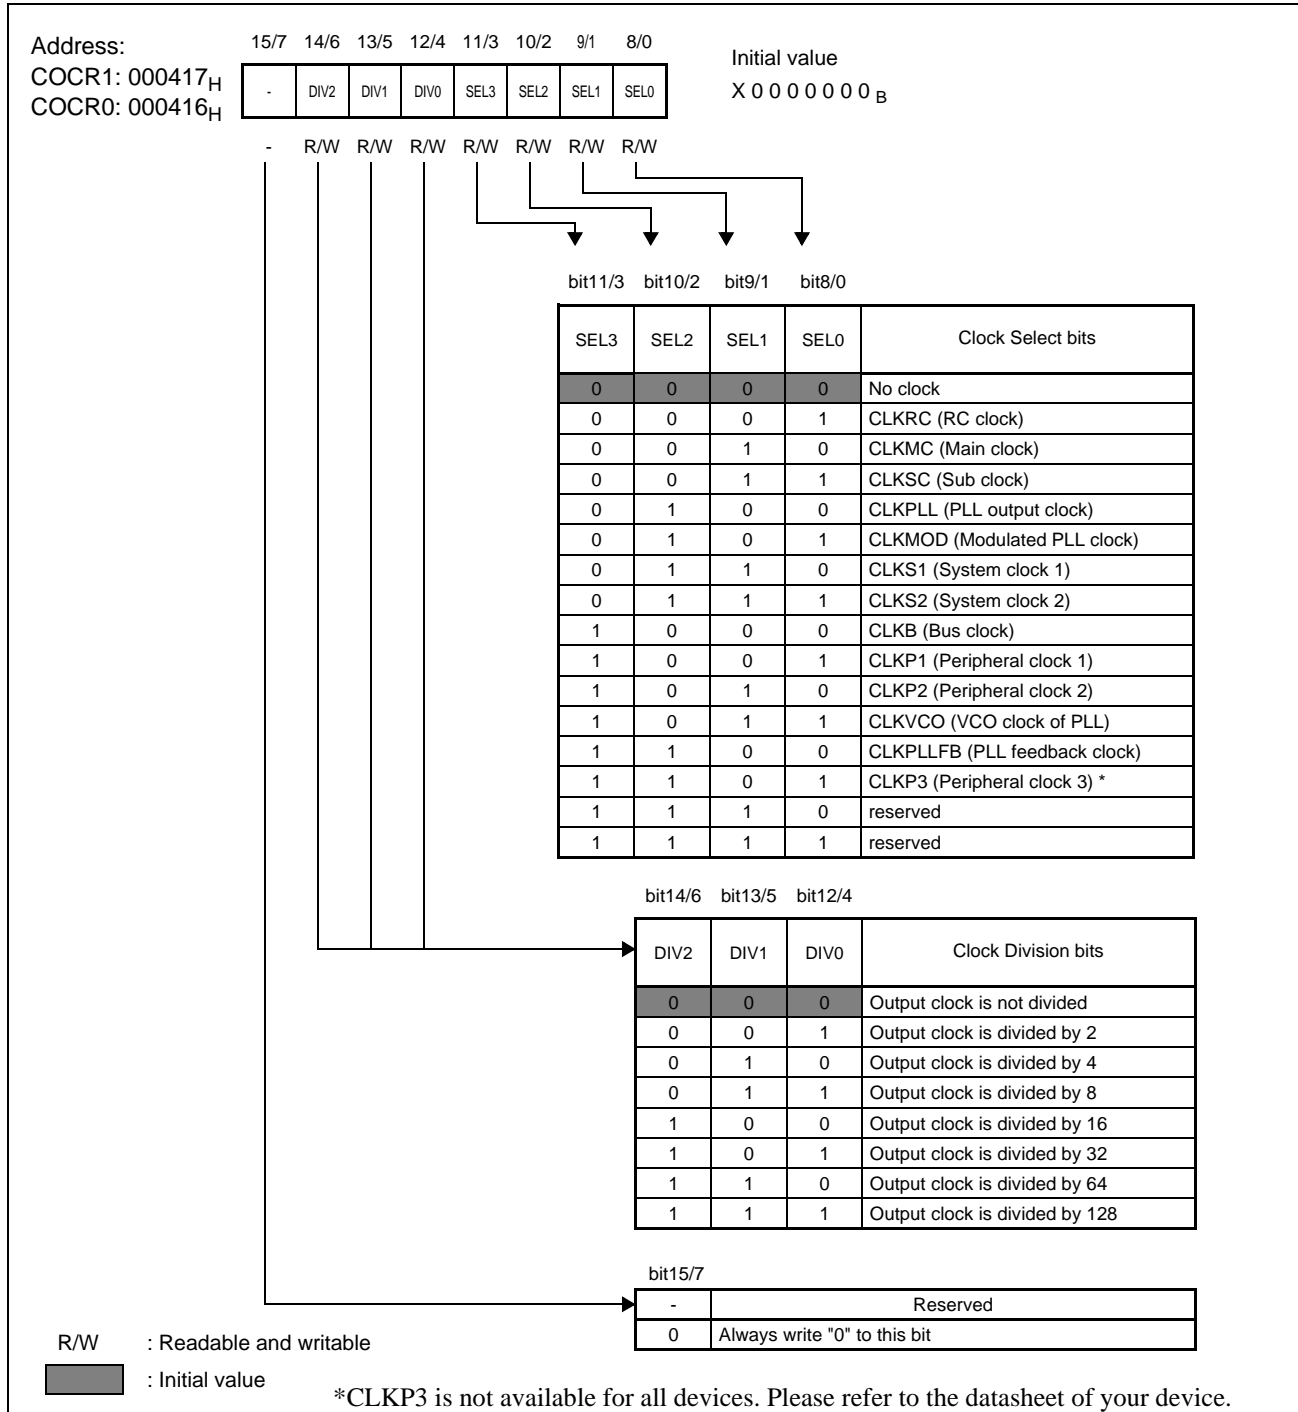 Address: 15/7 14/6 13/5 12/4 11/3 10/2 9/1 8/0 Initial value
COCR1: 000417H - DIV2 DIV1 DIV0 SEL3 SEL2 SEL1 SEL0 X 0 0 0 0 0 0 0 B
COCR0: 000416H
- R/W R/W R/W R/W R/W R/W R/W
bit11/3 bit10/2 bit9/1 bit8/0
SEL3 SEL2 SEL1 SEL0 Clock Select bits
0 0 0 0 No clock
0 0 0 1 CLKRC (RC clock)
0 0 1 0 CLKMC (Main clock)
0 0 1 1 CLKSC (Sub clock)
0 1 0 0 CLKPLL (PLL output clock)
0 1 0 1 CLKMOD (Modulated PLL clock)
0 1 1 0 CLKS1 (System clock 1)
0 1 1 1 CLKS2 (System clock 2)
1 0 0 0 CLKB (Bus clock)
1 0 0 1 CLKP1 (Peripheral clock 1)
1 0 1 0 CLKP2 (Peripheral clock 2)
1 0 1 1 CLKVCO (VCO clock of PLL)
1 1 0 0 CLKPLLFB (PLL feedback clock)
1 1 0 1 CLKP3 (Peripheral clock 3) *
1 1 1 0 reserved
1 1 1 1 reserved
bit14/6 bit13/5 bit12/4
DIV2 DIV1 DIV0 Clock Division bits
0 0 0 Output clock is not divided
0 0 1 Output clock is divided by 2
0 1 0 Output clock is divided by 4
0 1 1 Output clock is divided by 8
1 0 0 Output clock is divided by 16
1 0 1 Output clock is divided by 32
1 1 0 Output clock is divided by 64
1 1 1 Output clock is divided by 128
bit15/7
- Reserved
0 Always write "0" to this bit
R/W : Readable and writable
: Initial value
*CLKP3 is not available for all devices. Please refer to the datasheet of your device.